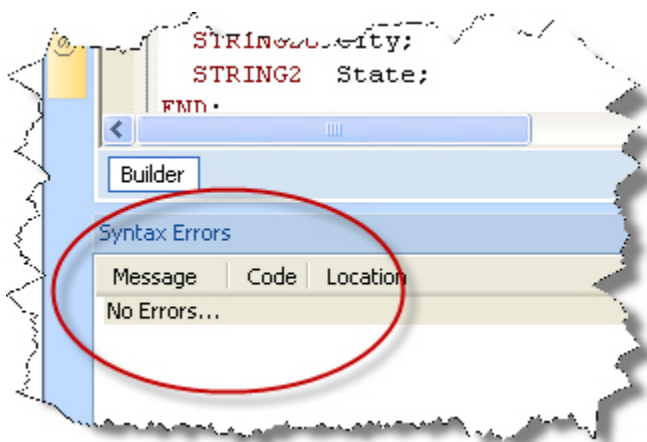 STRING2 State;
END;
Builder
Syntax Errors
Message Code Location
No Errors...